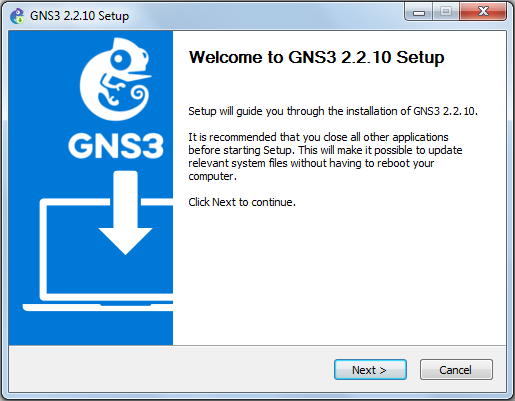 GNS3 2.2.10 Setup
Welcome to GNS3 2.2.10 Setup
GNS3
Setup will guide you through the installation of GNS3 2.2.10.
It is recommended that you close all other applications
before starting Setup. This will make it possible to update
relevant system files without having to reboot your
computer.
Click Next to continue.
Next >
Cancel